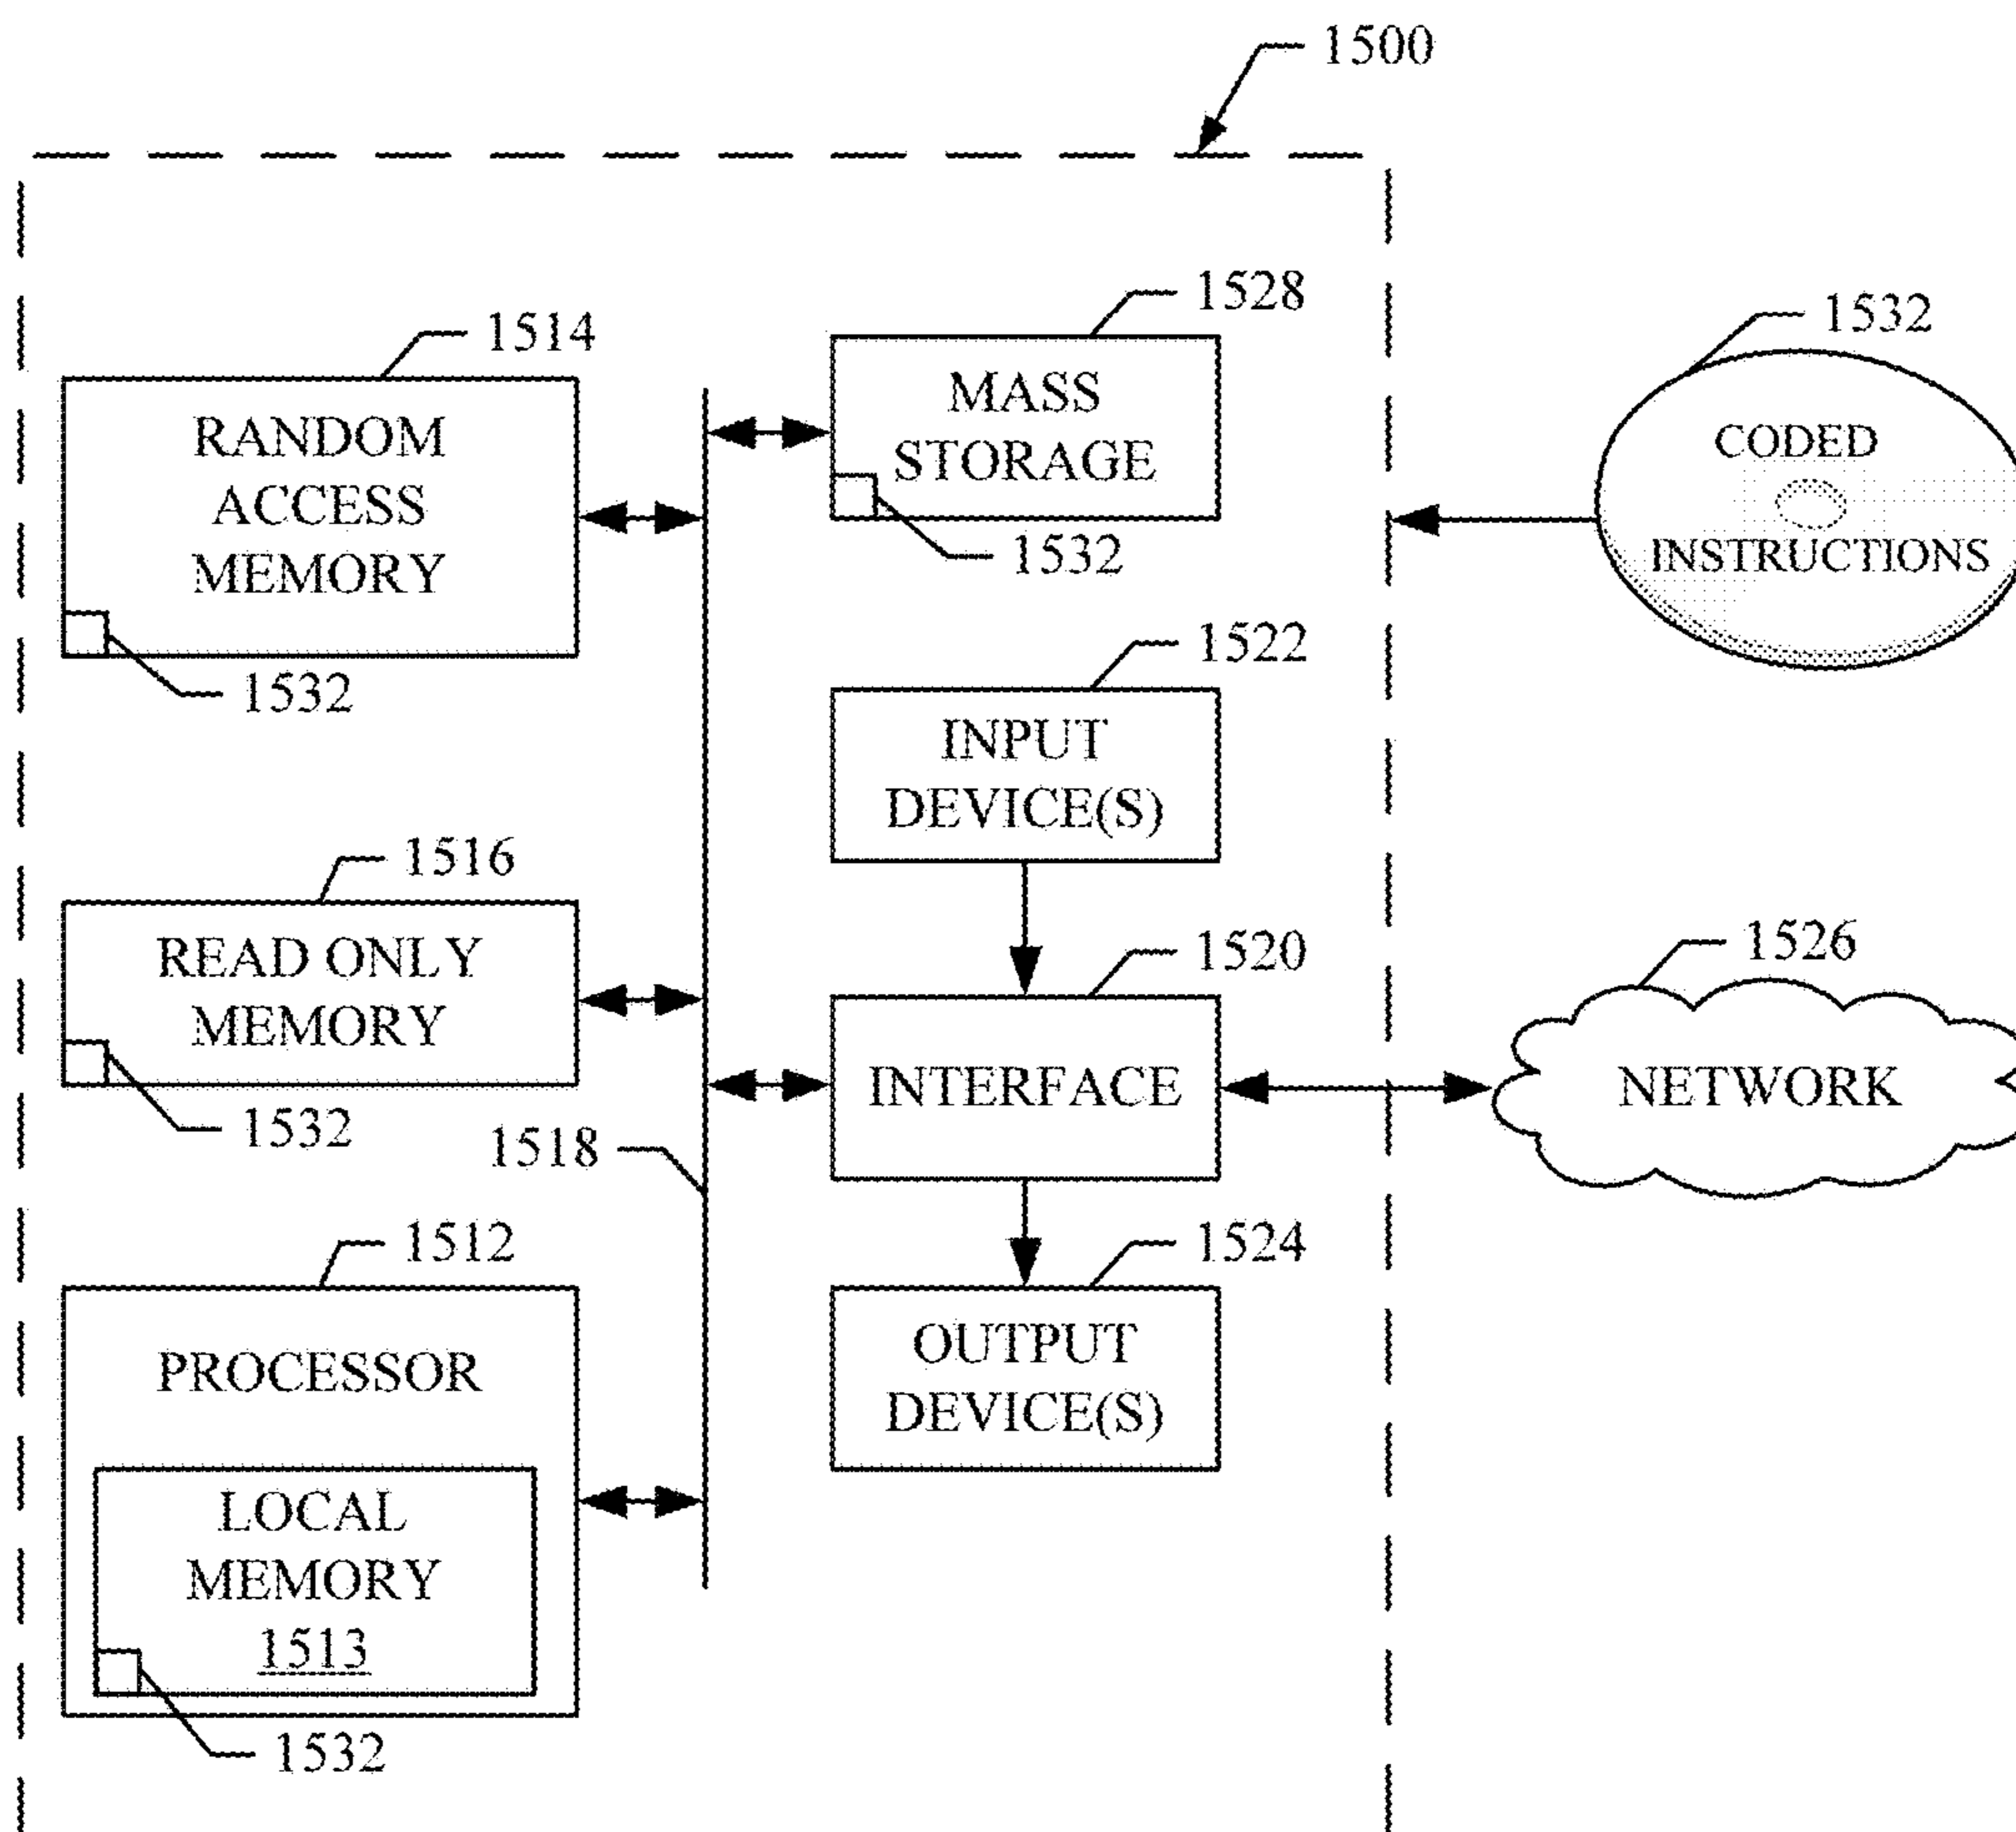 1500
1528
1514
1532
RANDOM
ACCESS
MEMORY
MASS
STORAGE
CODED
INSTRUCTIONS
1532
1532
1522
INPUT
DEVICE(S)
1516
READ ONLY
MEMORY
1520
1526
INTERFACE
NETWORK
1532
1518
1512
1524
PROCESSOR
OUTPUT
DEVICE(S)
LOCAL
MEMORY
1513
1532